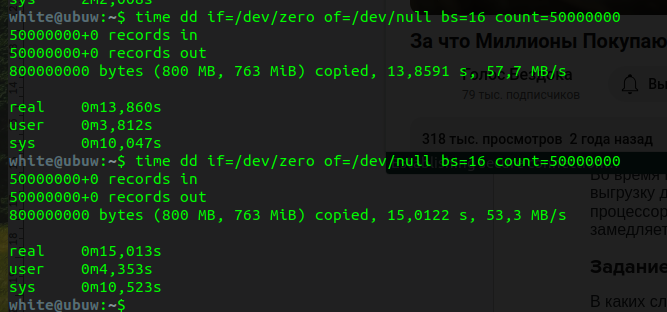 sys     2m2,068s
white@ubuw:~$ time dd if=/dev/zero of=/dev/null bs=16 count=50000000
50000000+0 records in
50000000+0 records out
800000000 bytes (800 MB, 763 MiB) copied, 13,8591 s, 57,7 MB/s
real    0m13,860s
user    0m3,812s
sys     0m10,047s
white@ubuw:~$ time dd if=/dev/zero of=/dev/null bs=16 count=50000000
50000000+0 records in
50000000+0 records out
800000000 bytes (800 MB, 763 MiB) copied, 15,0122 s, 53,3 MB/s
real    0m15,013s
user    0m4,353s
sys     0m10,523s
white@ubuw:~$
За что Миллионы Покупаю
Голос Бездока
79 тыс. подписчиков
Вы
318 тыс. просмотров 2 года назад
Во время
выгрузку д
процессор
замедляет
Задание
В каких сл